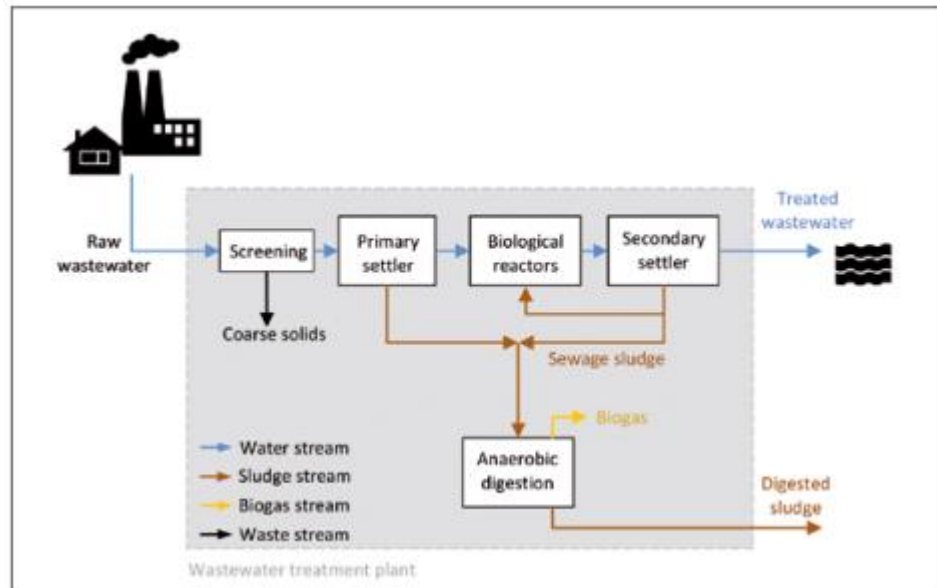 Treated
wastewater
Raw
wastewater
Screening
Primary
settler
Biological
reactors
Secondary
settler
Coarse solids
Sewage sludge
Biogas
Water stream
Sludge stream
Biogas stream
Waste stream
Anaerobic
digestion
Digested
sludge
Wastewater treatment plant